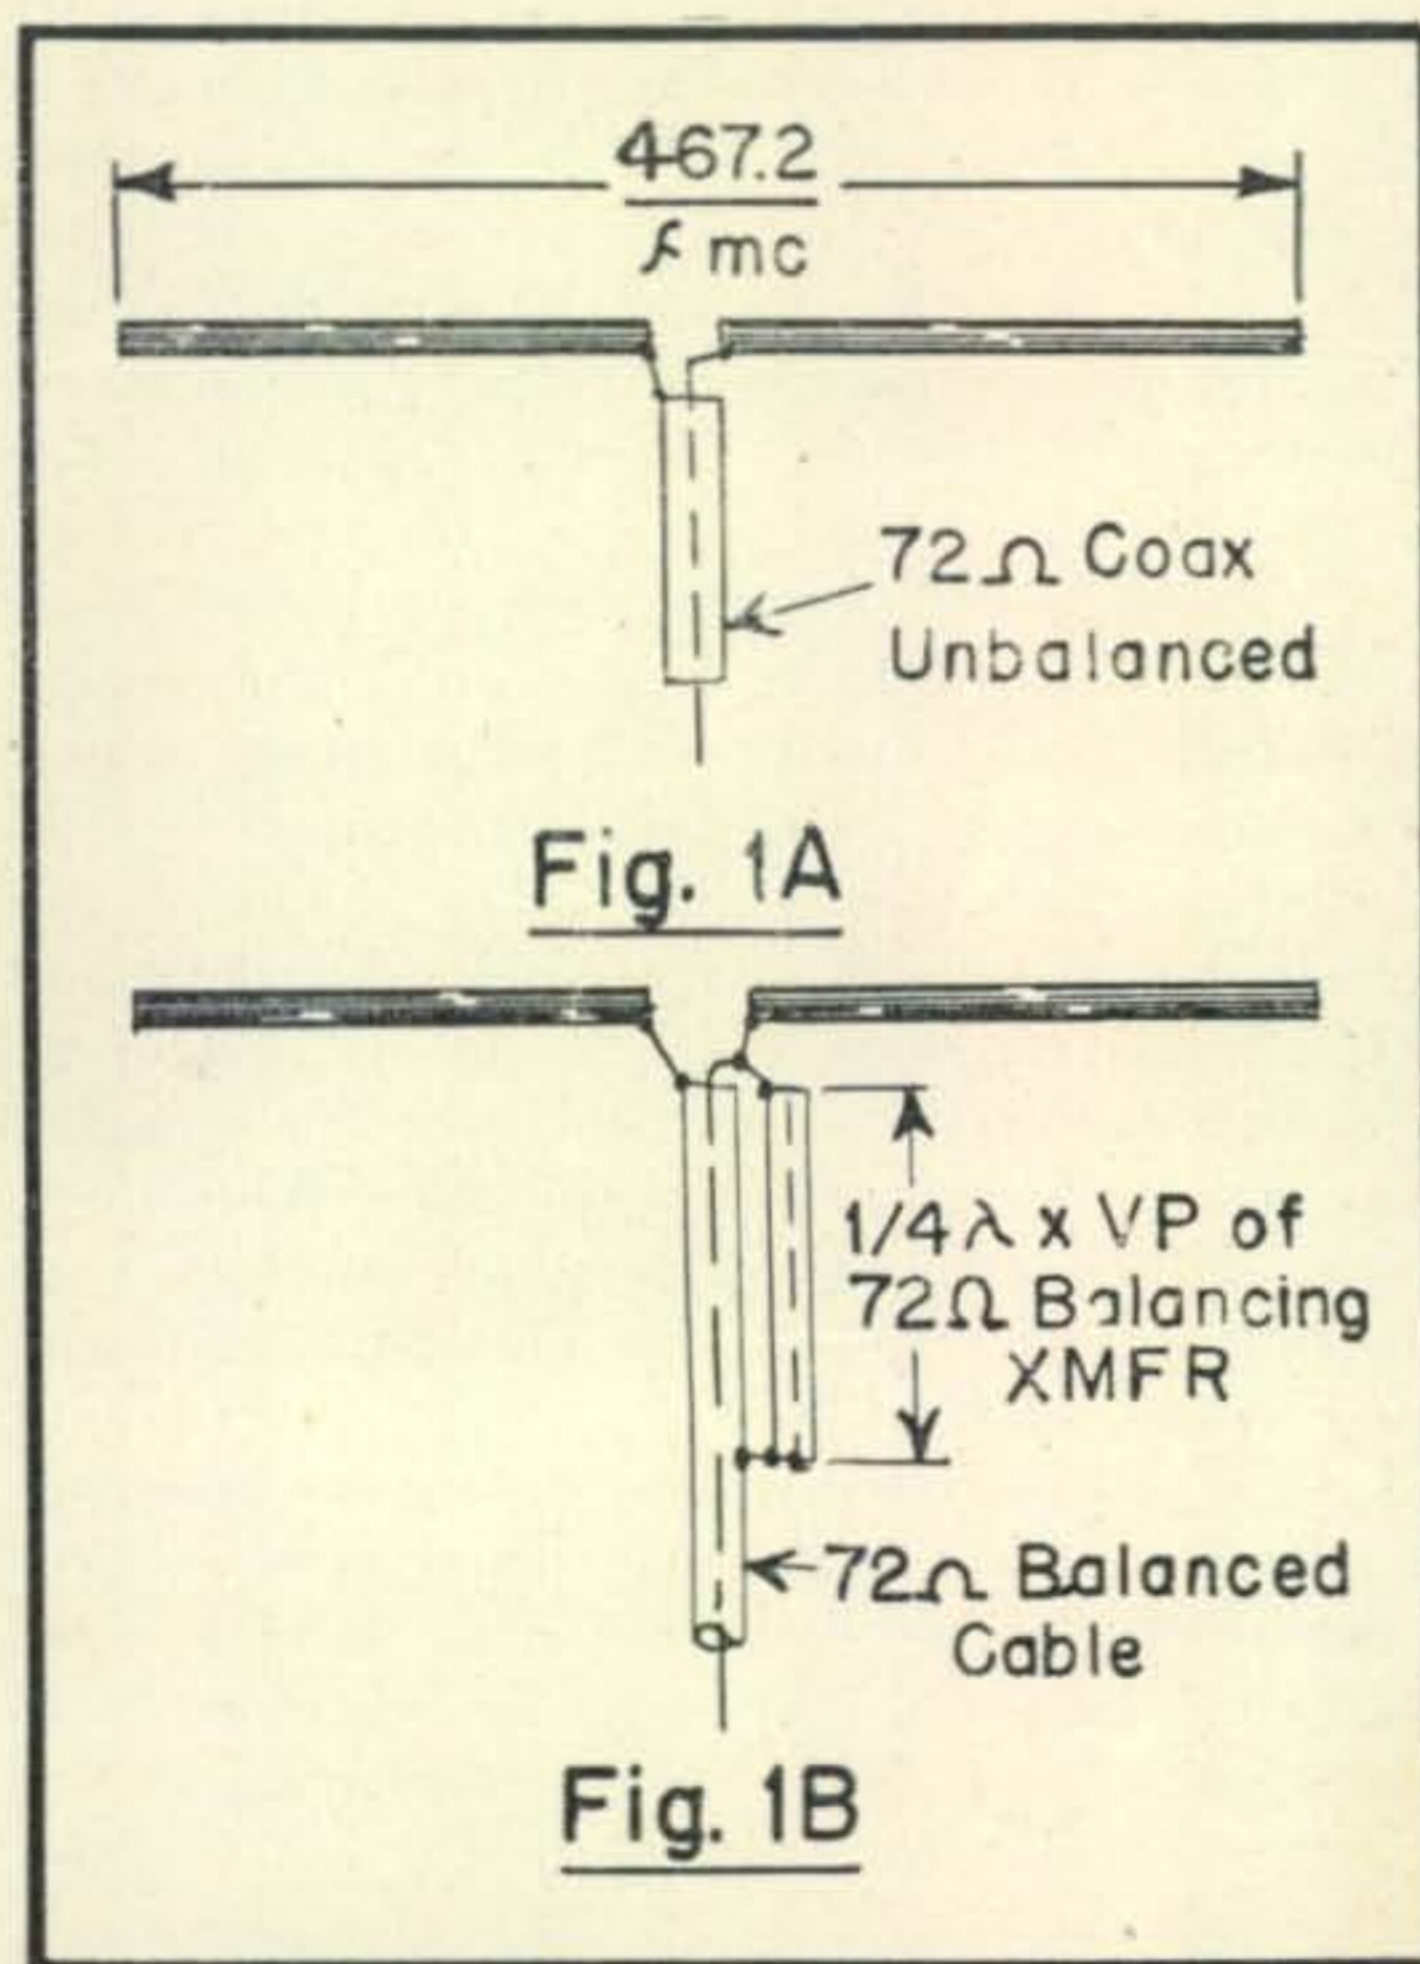 467.2
f mc
72Ω Coax
Unbalanced
Fig. 1A
1/4 λ x VP of
72Ω Balancing
XMFR
72Ω Balanced
Cable
Fig. 1B